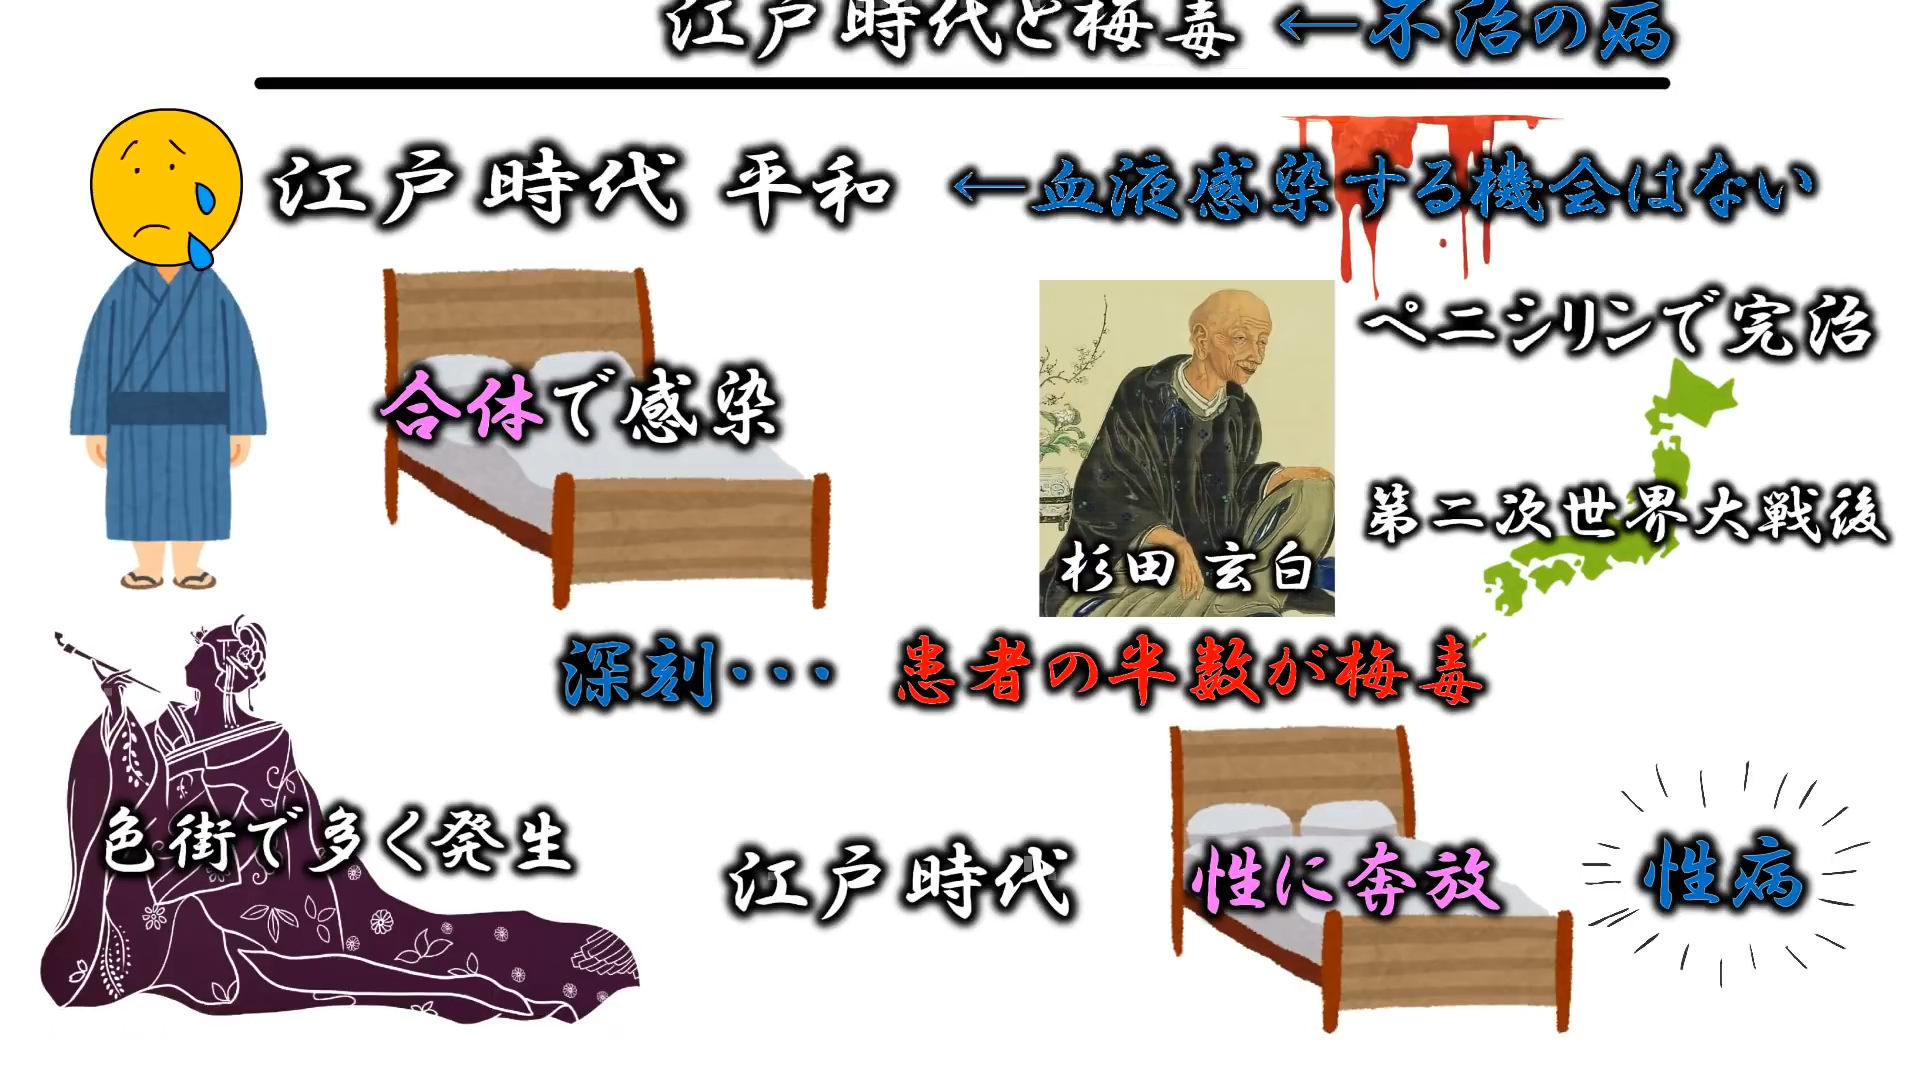 江戸時代と梅毒 ←不治の病
江戸時代 平和 ←血液感染する機会はない
ペニシリンで完治
合体で感染
第二次世界大戦後
杉田 玄白
深刻・・・ 患者の半数が梅毒
色街で多く発生
江戸時代 性に奔放 性病